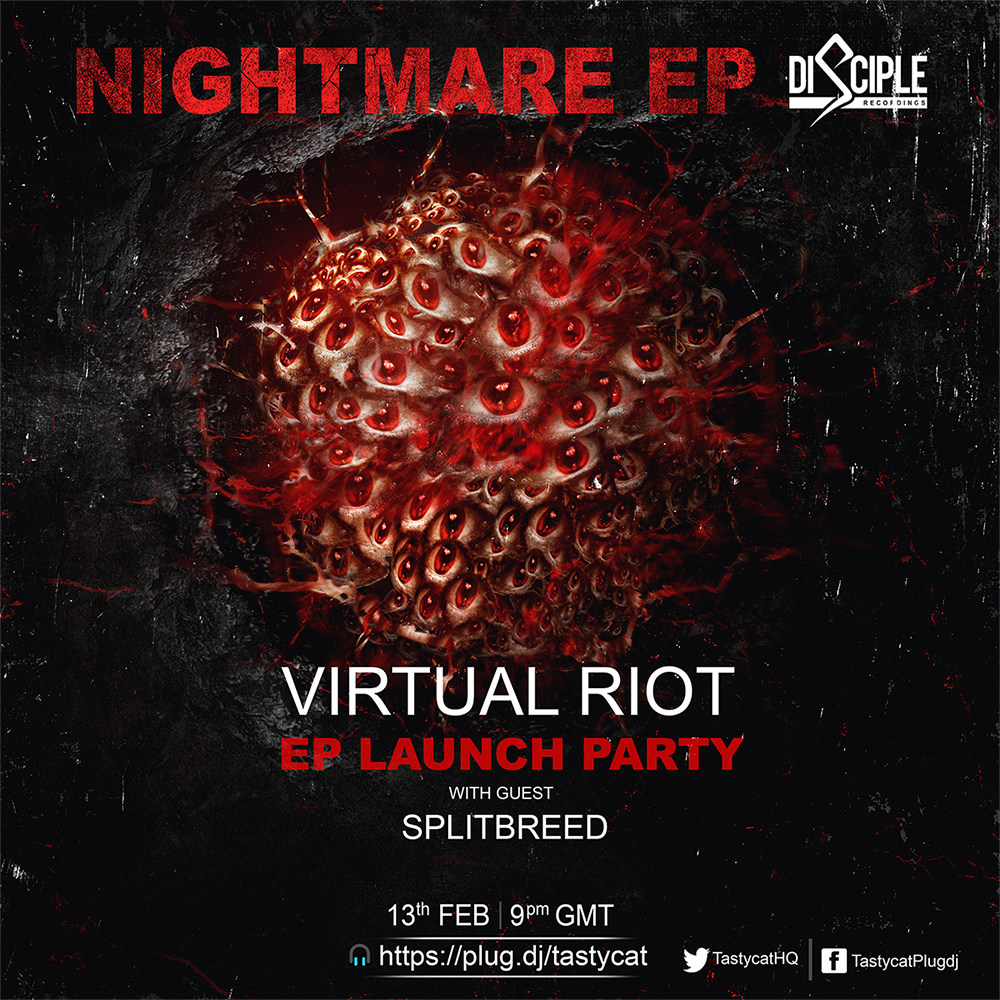 NIGHTMARE EP
DISCIPLE
RECORDINGS
VIRTUAL RIOT
EP LAUNCH PARTY
WITH GUEST
SPLITBREED
13th FEB | 9pm GMT
https://plug.dj/tastycat
TastycatHQ | TastycatPlugdj